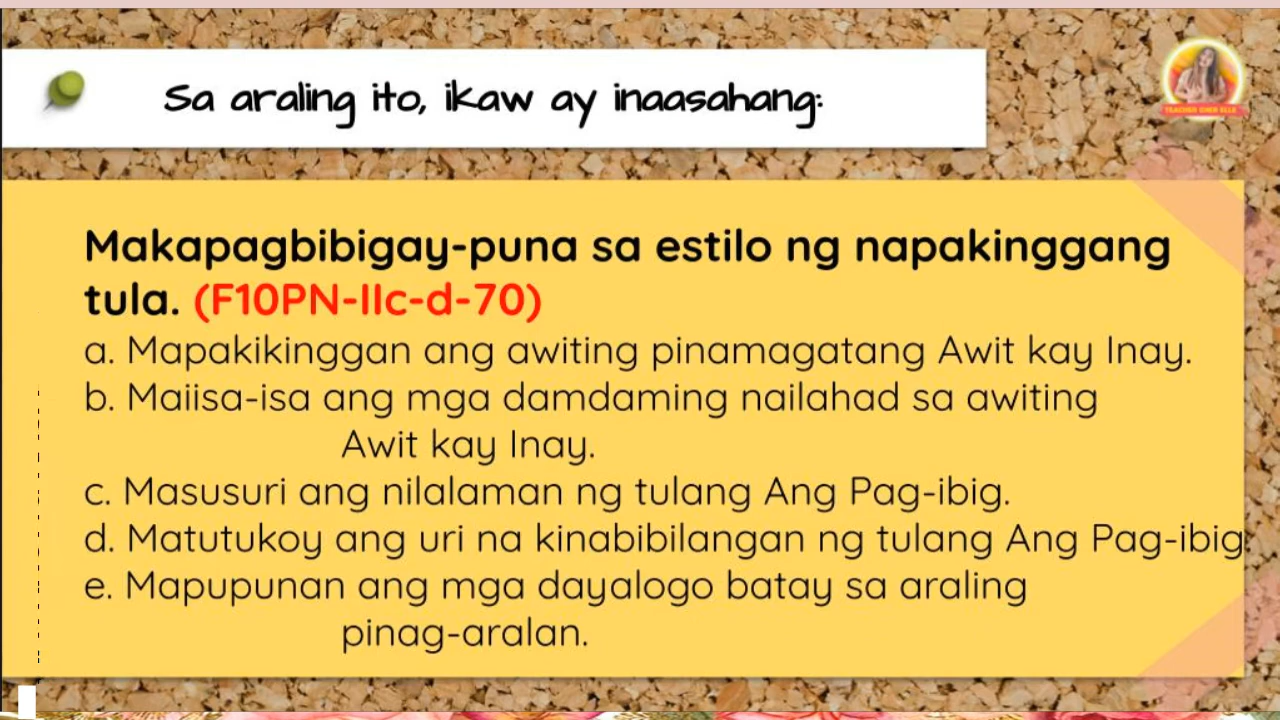 Sa araling ito, ikaw ay inaasahang:
Makapagbibigay-puna sa estilo ng napakinggang
tula. (F10PN-IIc-d-70)
a. Mapakikinggan ang awiting pinamagatang Awit kay Inay.
b. Maiisa-isa ang mga damdaming nailahad sa awiting
Awit kay Inay.
c. Masusuri ang nilalaman ng tulang Ang Pag-ibig.
d. Matutukoy ang uri na kinabibilangan ng tulang Ang Pag-ibig.
e. Mapupunan ang mga dayalogo batay sa araling
pinag-aralan.